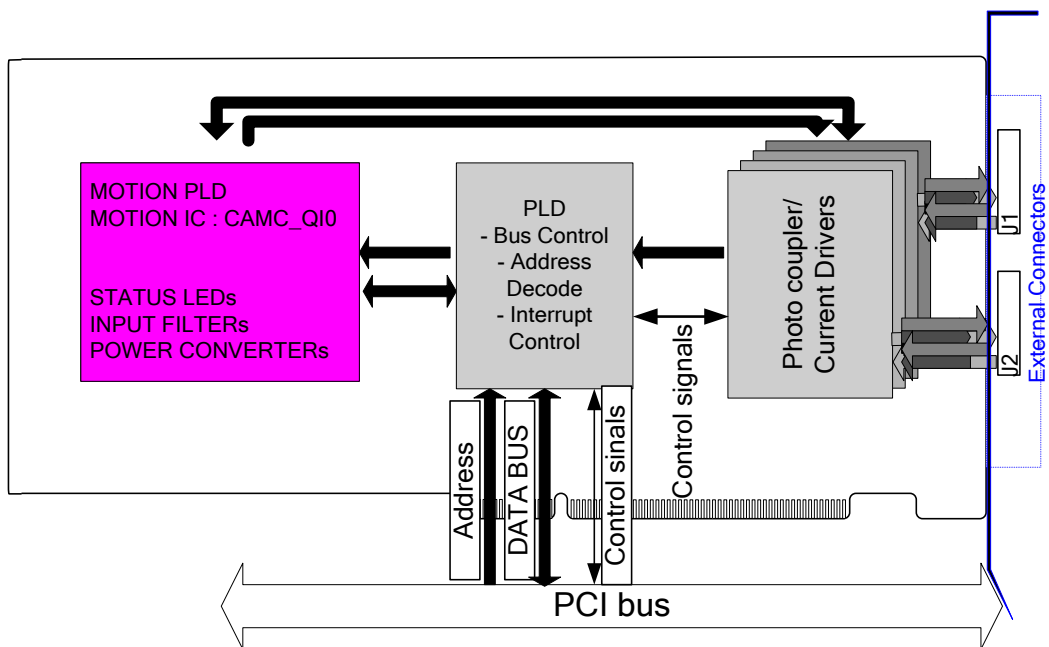 MOTION PLD
MOTION IC : CAMC_QI0
STATUS LEDs
INPUT FILTERs
POWER CONVERTERs
PLD
- Bus Control
- Address
Decode
- Interrupt
Control
Photo coupler/
Current Drivers
J1
J2
External Connectors
Control signals
Address
DATA BUS
Control sinals
PCI bus